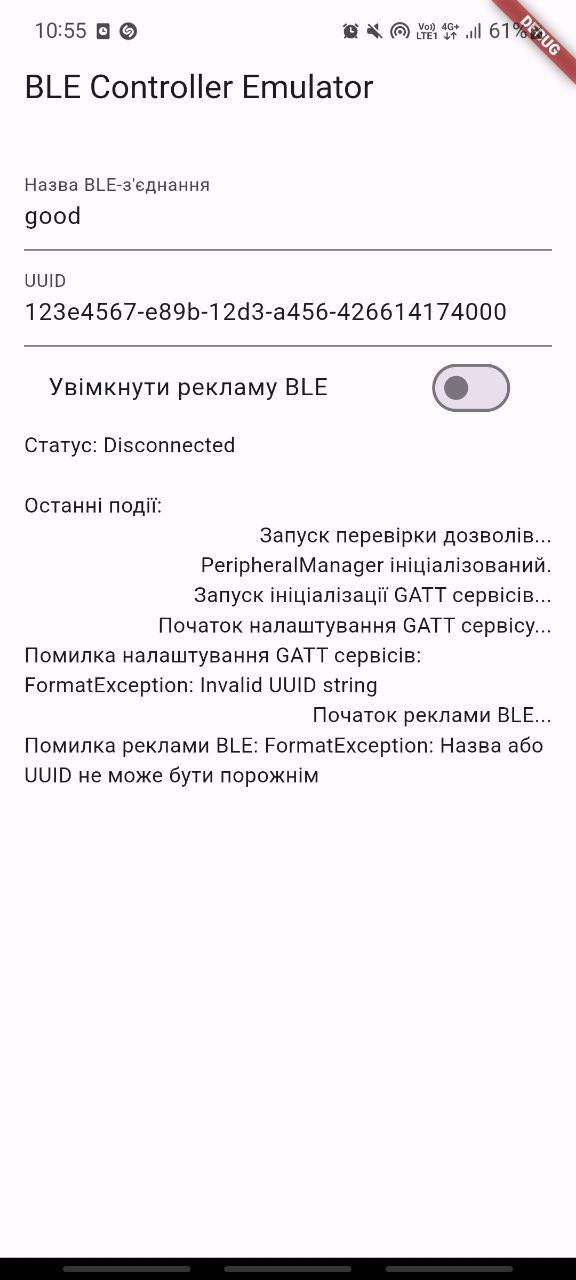 10:55
Vo)) 4G+
LTE1
61%
DEBUG
BLE Controller Emulator
Назва BLE-з'єднання
good
UUID
123e4567-e89b-12d3-a456-426614174000
Увімкнути рекламу BLE
Статус: Disconnected
Останні події:
Запуск перевірки дозволів...
PeripheralManager ініціалізований.
Запуск ініціалізації GATT сервісів...
Початок налаштування GATT сервісу...
Помилка налаштування GATT сервісів:
FormatException: Invalid UUID string
Початок реклами BLE...
Помилка реклами BLE: FormatException: Назва або
UUID не може бути порожнім